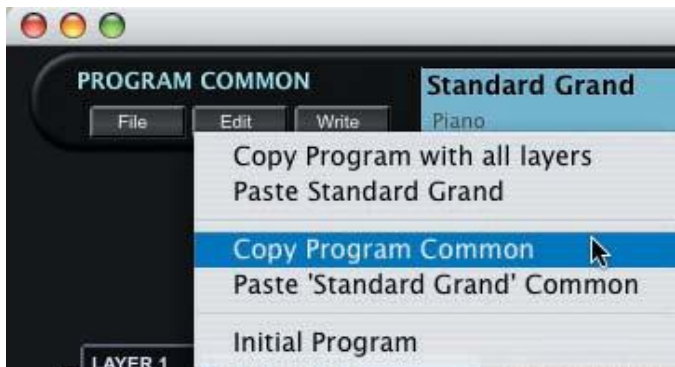 PROGRAM COMMON
Standard Grand
File Edit Write
Piano
Copy Program with all layers
Paste Standard Grand
Copy Program Common
Paste 'Standard Grand' Common
Initial Program
LAYER 1